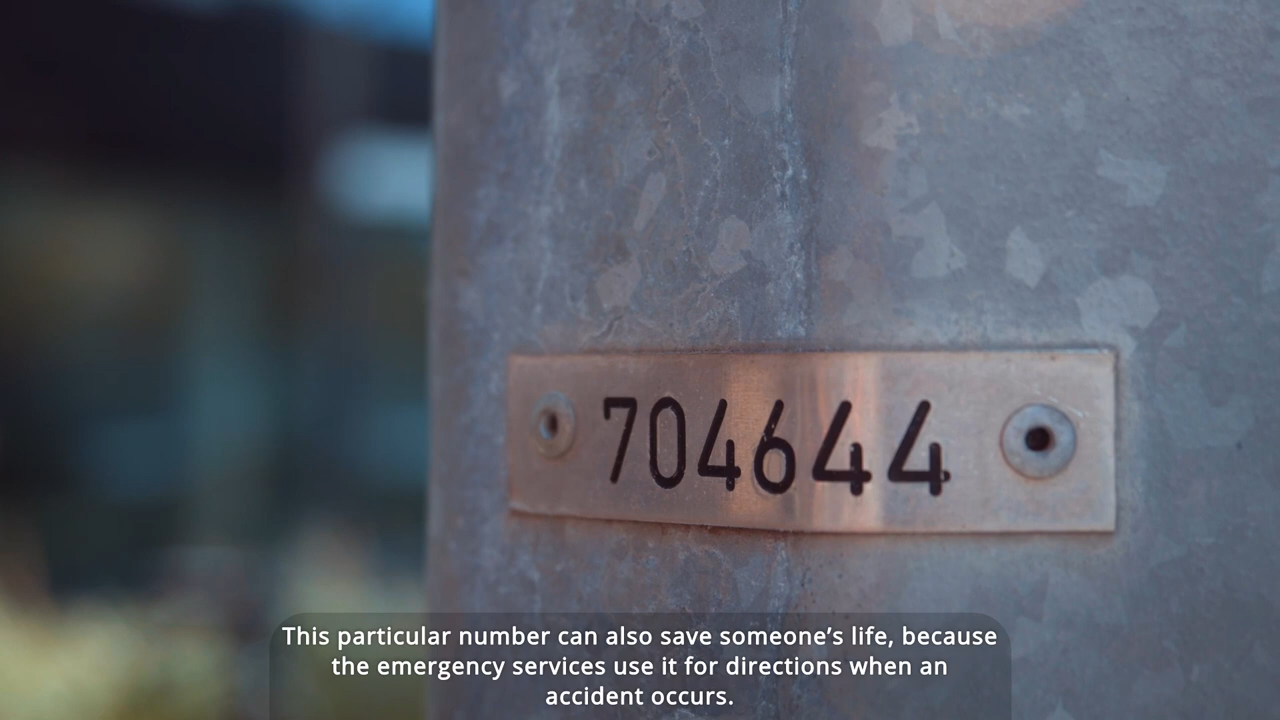 704644
This particular number can also save someone’s life, because
the emergency services use it for directions when an
accident occurs.